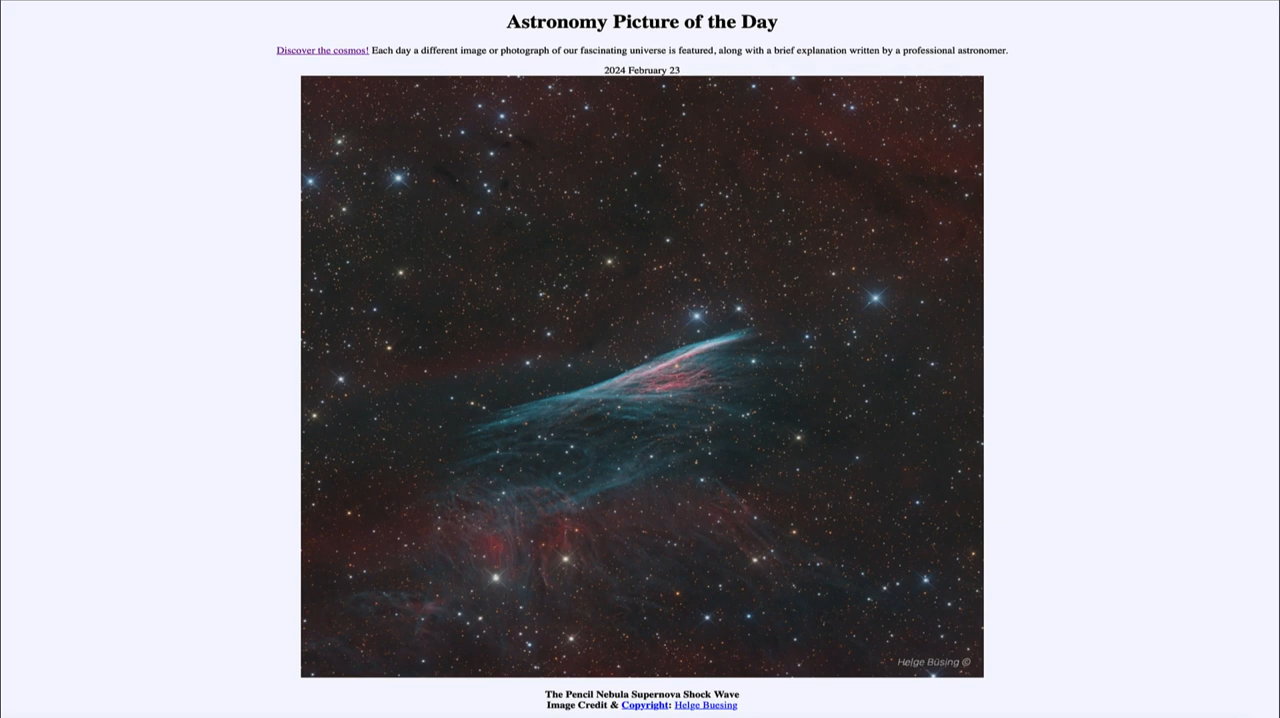 Astronomy Picture of the Day
Discover the cosmos! Each day a different image or photograph of our fascinating universe is featured, along with a brief explanation written by a professional astronomer.
2024 February 23
Helge Büsing ©
The Pencil Nebula Supernova Shock Wave
Image Credit & Copyright: Helge Buesing